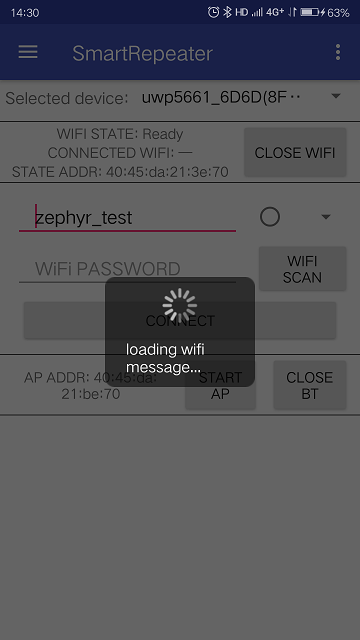 14:30 HD 4G+ 63%
SmartRepeater
Selected device: uwp5661_6D6D(8F··
WIFI STATE: Ready
CONNECTED WIFI: —
STATE ADDR: 40:45:da:21:3e:70
CLOSE WIFI
zephyr_test
WiFi PASSWORD
WIFI
SCAN
CONNECT
loading wifi
message...
AP ADDR: 40:45:da:
21:be:70
START
AP
CLOSE
BT